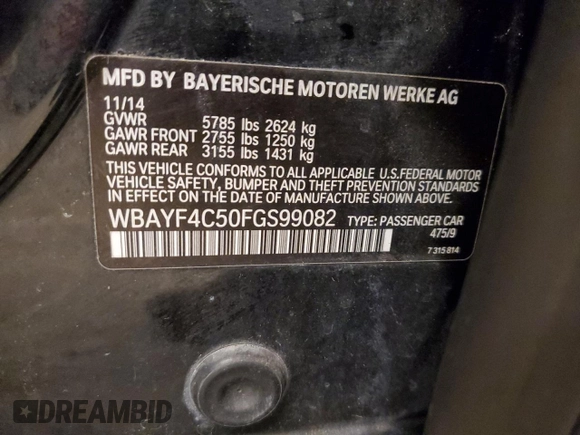 MFD BY BAYERISCHE MOTOREN WERKE AG
11/14
GVWR 5785 lbs 2624 kg
GAWR FRONT 2755 lbs 1250 kg
GAWR REAR 3155 lbs 1431 kg
THIS VEHICLE CONFORMS TO ALL APPLICABLE U.S.FEDERAL MOTOR
VEHICLE SAFETY, BUMPER AND THEFT PREVENTION STANDARDS
IN EFFECT ON THE DATE OF MANUFACTURE SHOWN ABOVE.
WBAYF4C50FGS99082 TYPE: PASSENGER CAR
475/9
7 315 814
DREAMBID